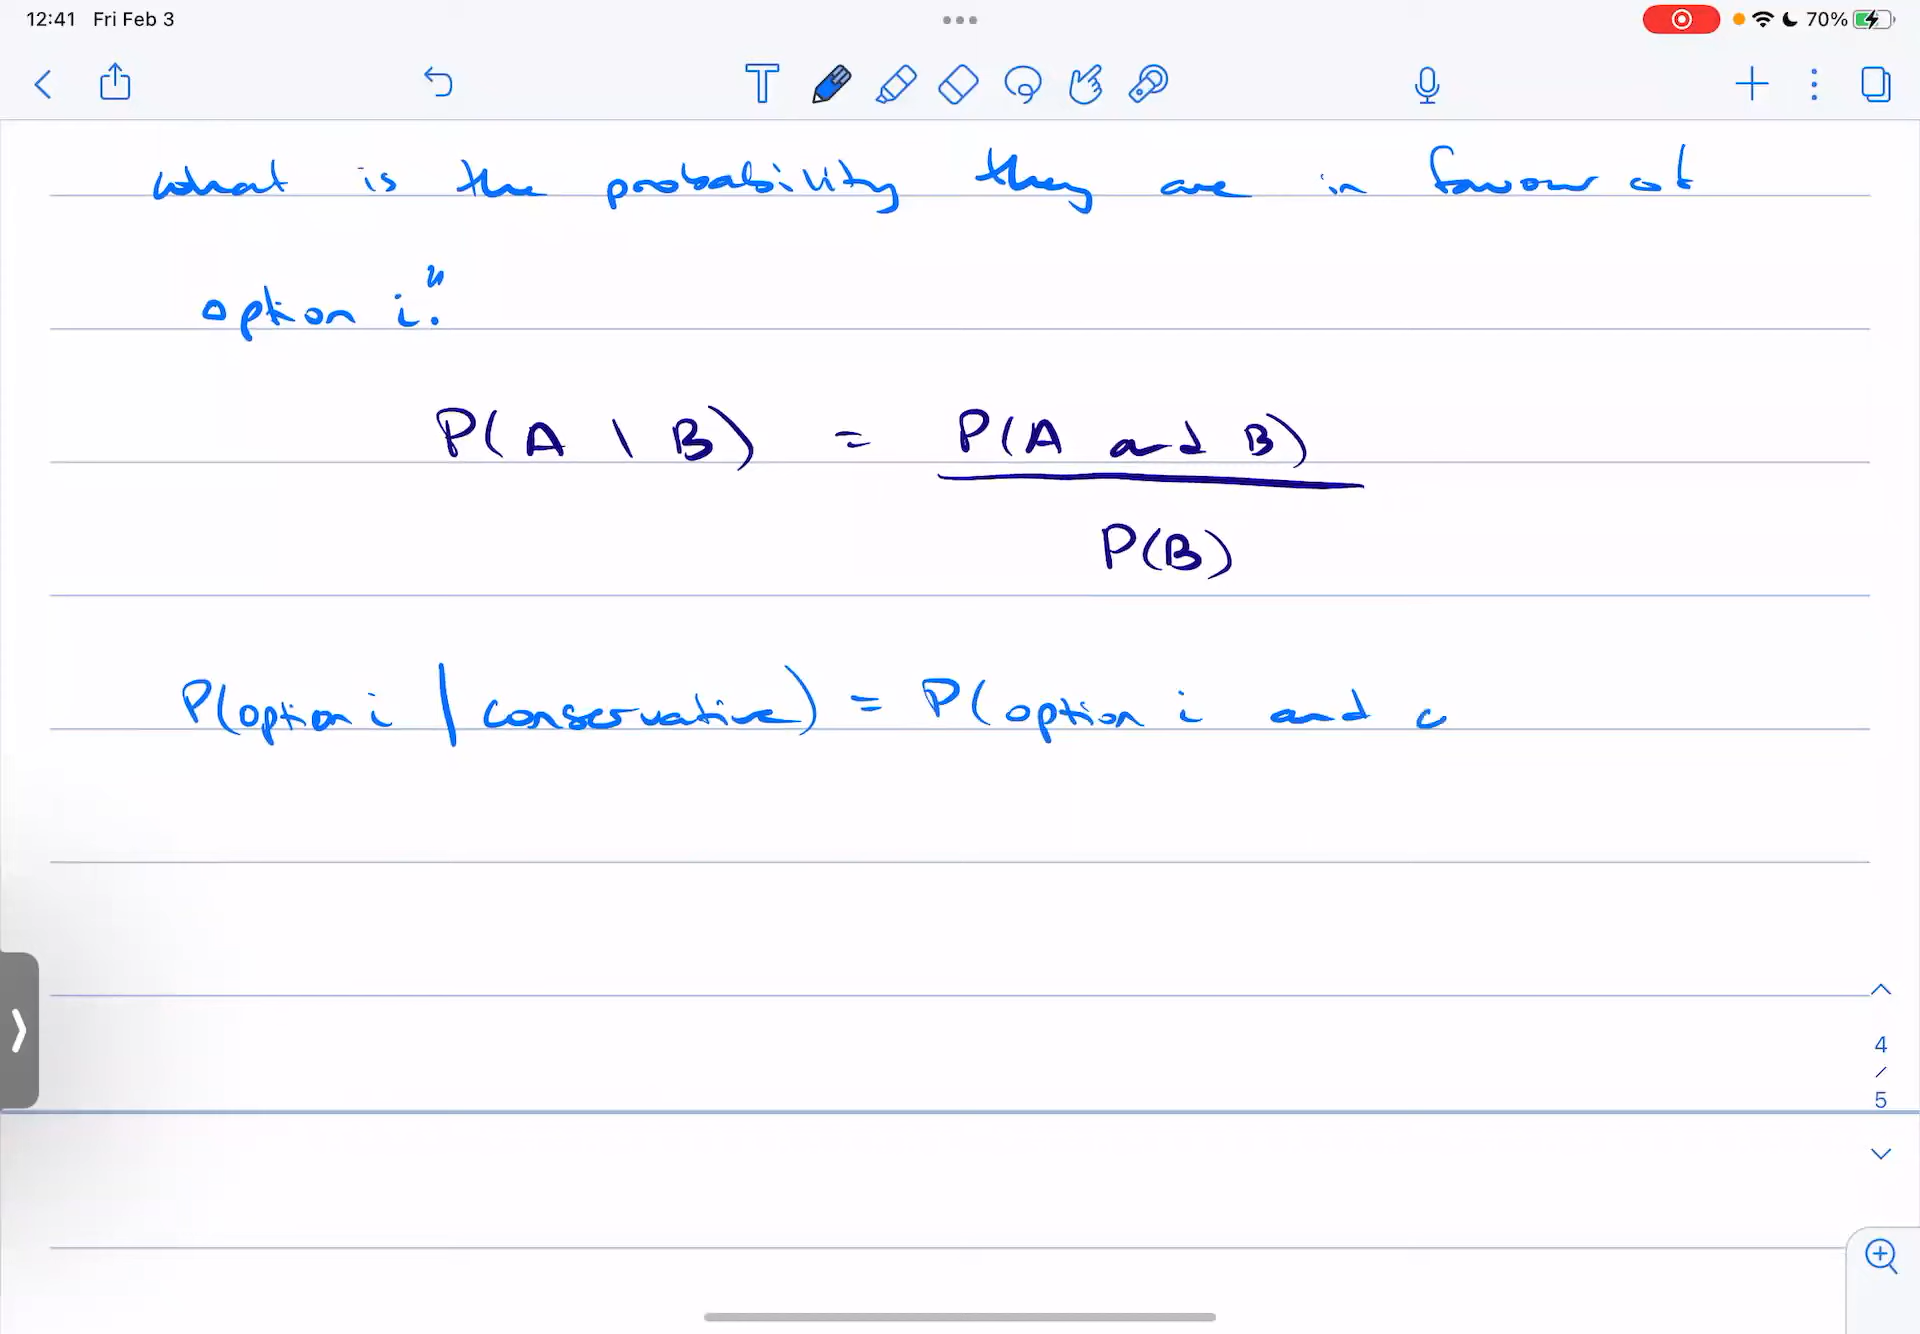 12:41 Fri Feb 3
70%
T
what is the probability they are in favour of
option i."
P(A | B) = P(A and B)
P(B)
P(option i | conservative) = P(option i and c
4
/
5